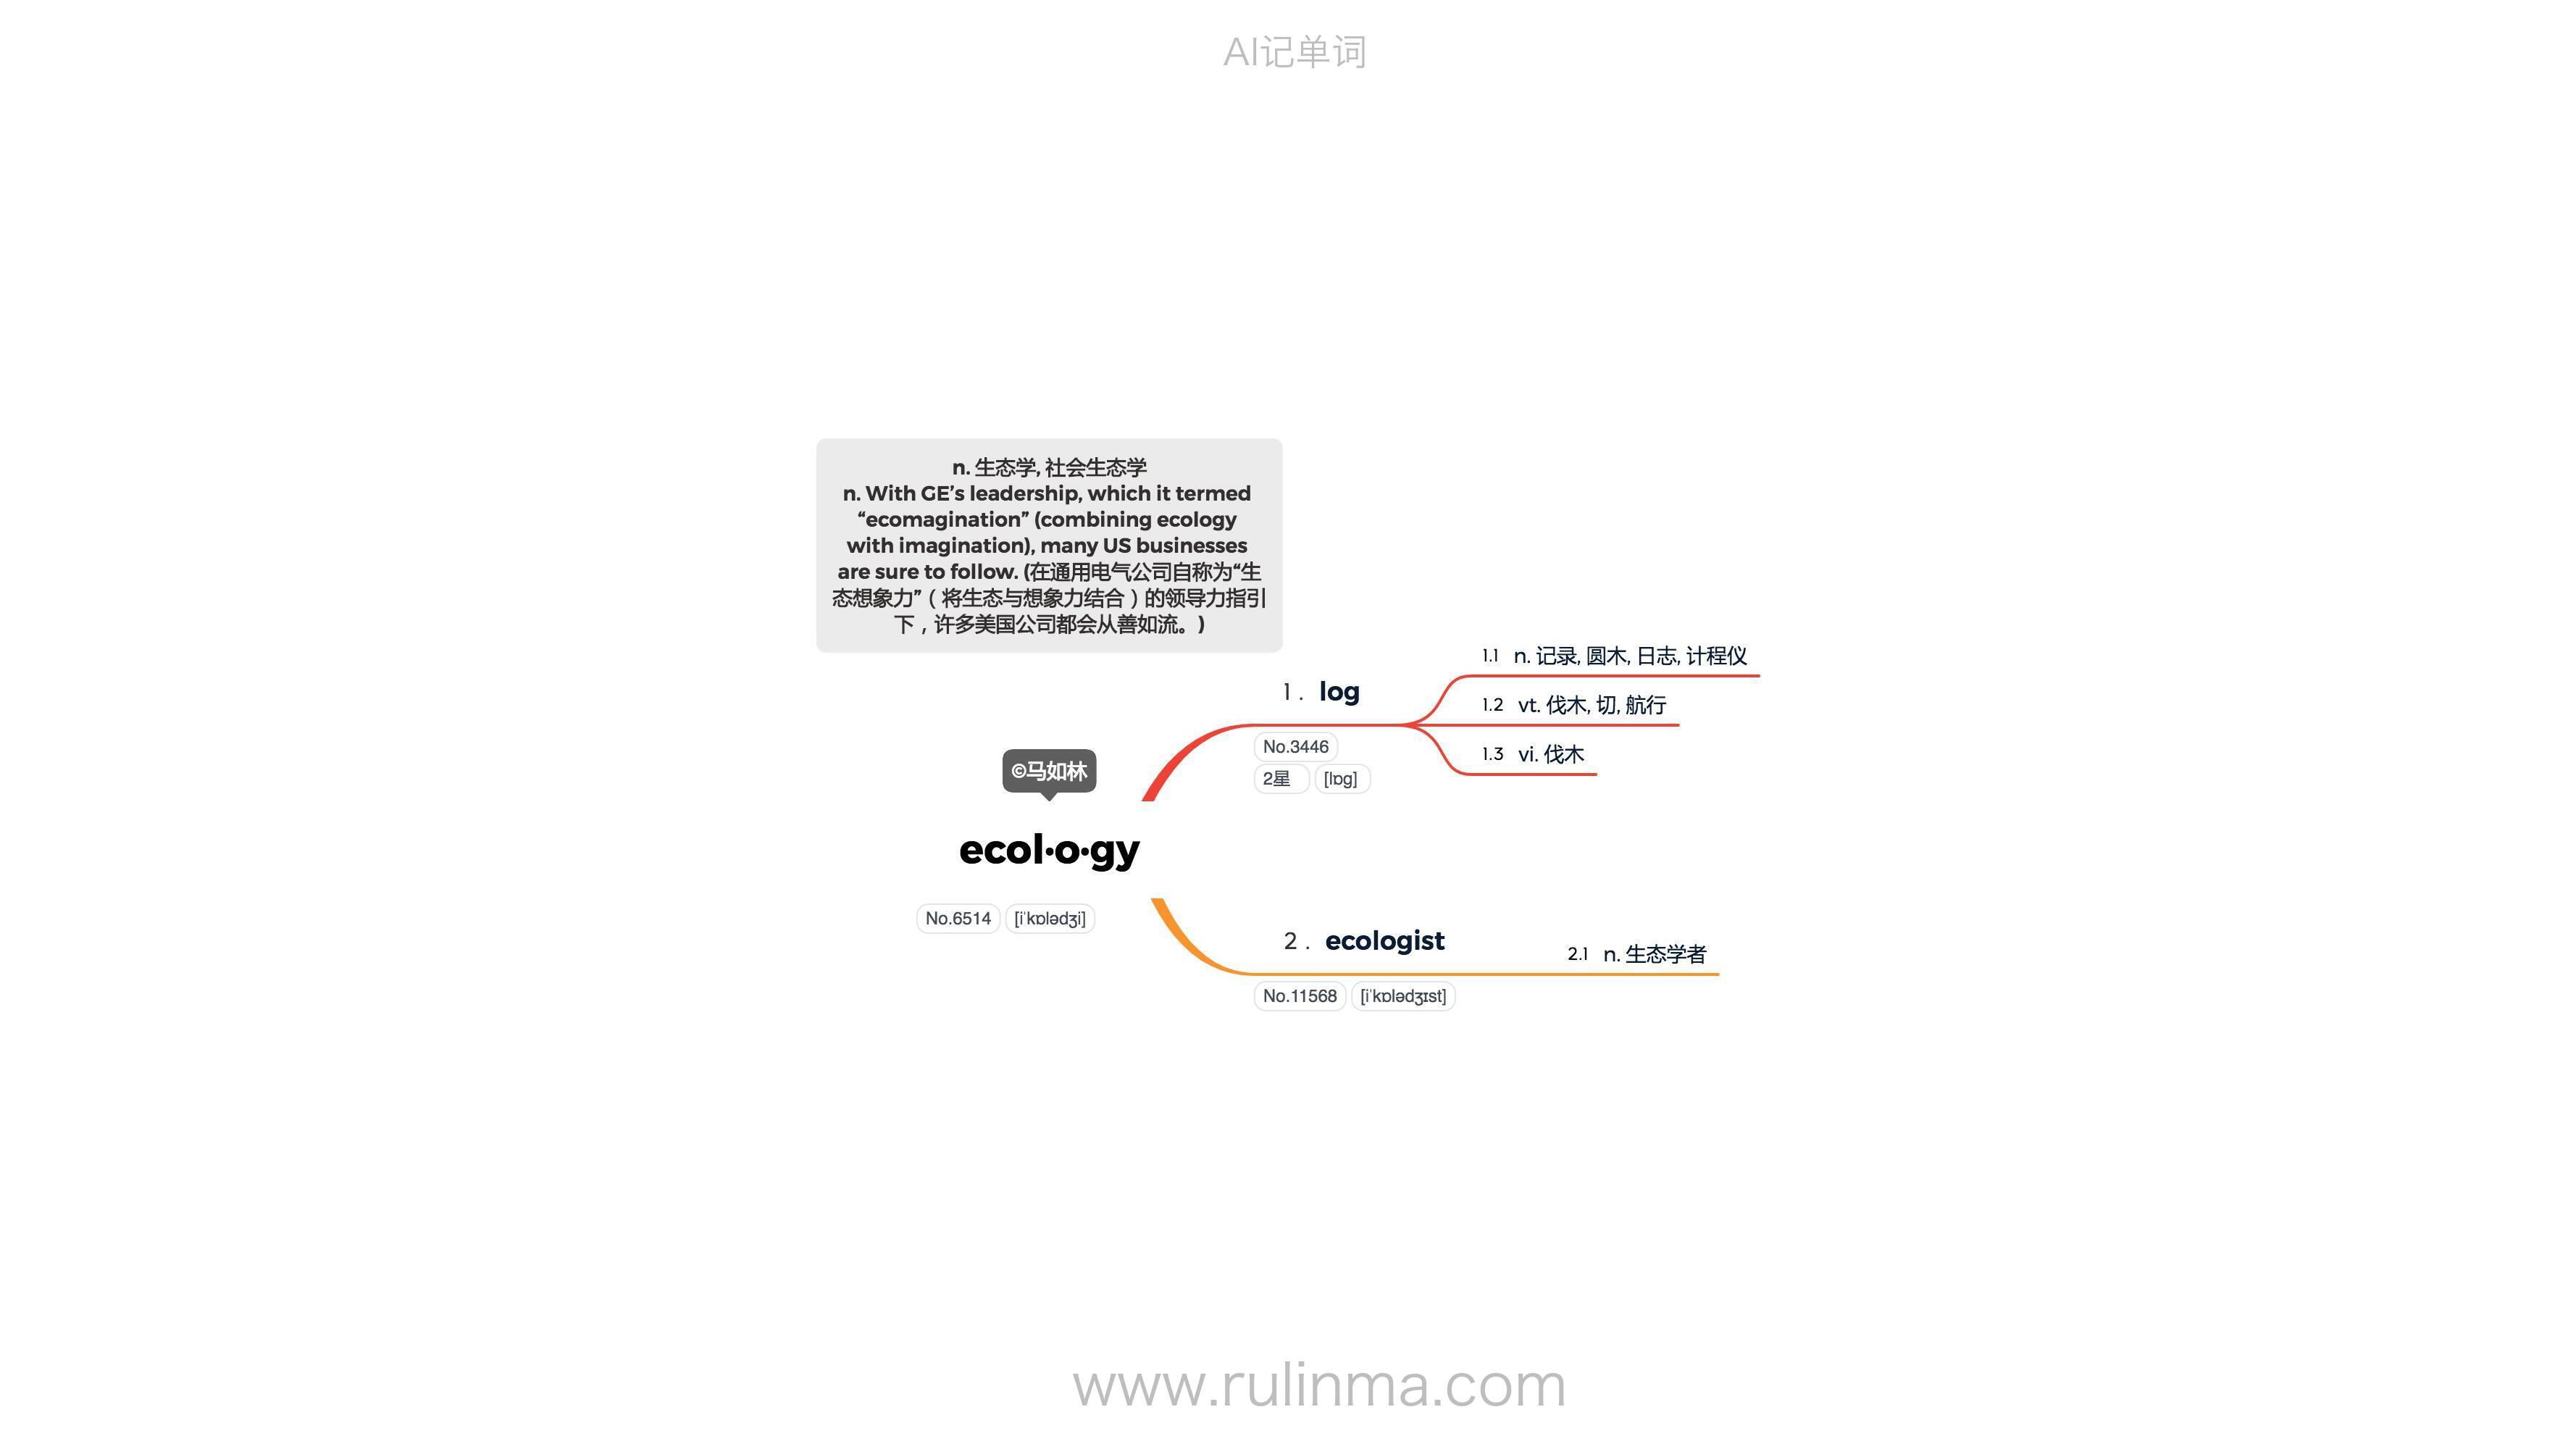 AI记单词
n. 生态学, 社会生态学
n. With GE’s leadership, which it termed
“ecomagination” (combining ecology
with imagination), many US businesses
are sure to follow. (在通用电气公司自称为“生
态想象力”（将生态与想象力结合）的领导力指引
下，许多美国公司都会从善如流。)
©马如林
ecol·o·gy
No.6514 [iˈkɒlədʒi]
1. log
No.3446
2星 [lɒg]
1.1 n. 记录, 圆木, 日志, 计程仪
1.2 vt. 伐木, 切, 航行
1.3 vi. 伐木
2. ecologist
No.11568 [iˈkɒlədʒɪst]
2.1 n. 生态学者
www.rulinma.com